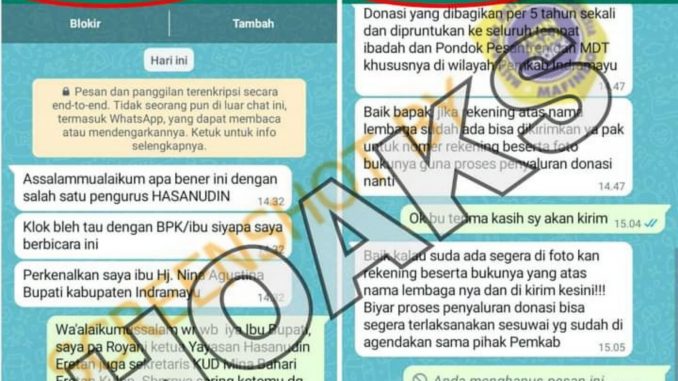 Blokir
Tambah
Hari ini
Pesan dan panggilan terenkripsi secara
end-to-end. Tidak seorang pun di luar chat ini,
termasuk WhatsApp, yang dapat membaca
atau mendengarkannya. Ketuk untuk info
selengkapnya.
Assalammualaikum apa bener ini dengan
salah satu pengurus HASANUDIN
14.32
Klok bleh tau dengan BPK/ibu siyapa saya
berbicara ini
Perkenalkan saya ibu Hj. Nina Agustina
Bupati kabupaten Indramayu
Wa'alaikumussalam wr wb iya Ibu Bupati,
saya pa Royani ketua Yayasan Hasanudin
Eretan juga sekretaris KUD Mina Bahari
Donasi yang dibagikan per 5 tahun sekali
dan dipruntukan ke seluruh tempat
ibadah dan Pondok Pesantren dan MDT
khususnya di wilayah Pemkab Indramayu
14.47
Baik bapak jika rekening atas nama
lembaga sudah ada bisa dikirimkan ya pak
untuk nomer rekening beserta foto
bukunya guna proses penyaluran donasi
nanti
14.47
Ok bu terima kasih sy akan kirim
15.04
Baik kalau suda ada segera di foto kan
rekening beserta bukunya yang atas
nama lembaga nya dan di kirim kesini!!!
Biyar proses penyaluran donasi bisa
segera terlaksanakan sesuwai yg sudah di
agendakan sama pihak Pemkab
15.05
Anda menghapus pesan ini
HOAKS
SCREENSHOT BY
MAFINDO